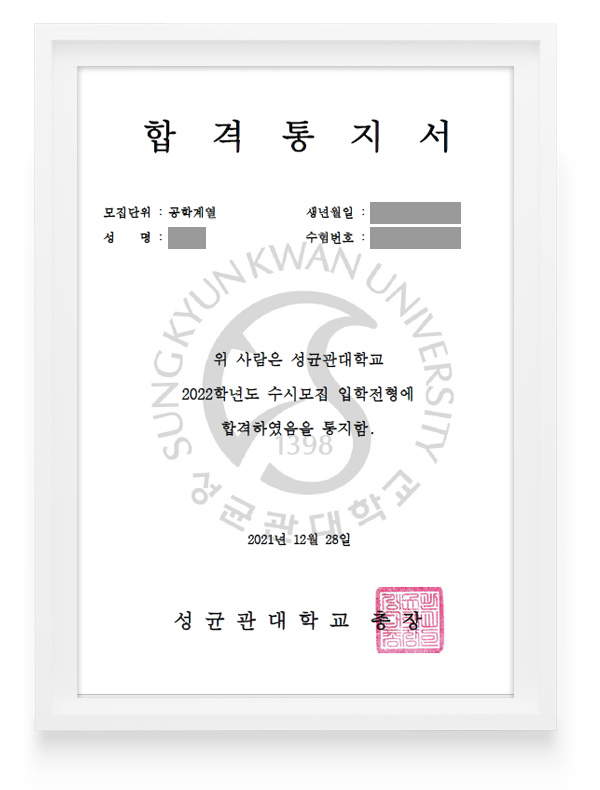 합격통지서
모집단위 : 공학계열
생년월일 :
성 명 :
수험번호 :
SUNGKYUNKWAN UNIVERSITY
위 사람은 성균관대학교
2022학년도 수시모집 입학전형에
합격하였음을 통지함.
1398
성균관대학교
2021년 12월 28일
성균관대학교 총장